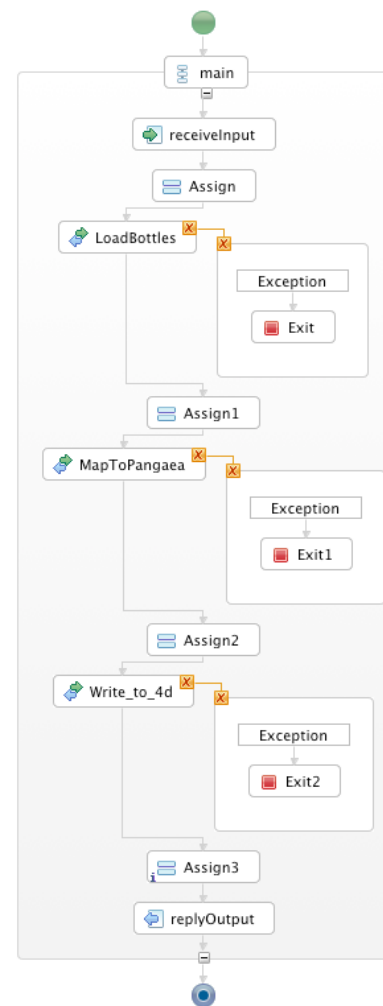 main
receiveInput
Assign
LoadBottles
Exception
Exit
Assign1
MapToPangaea
Exception
Exit1
Assign2
Write_to_4d
Exception
Exit2
Assign3
replyOutput